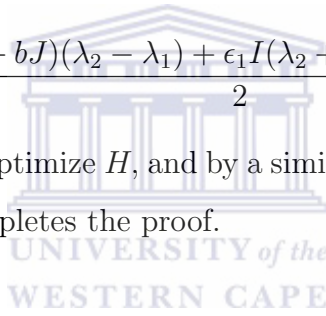 - bJ)(λ₂ − λ₁) + ϵ₁I(λ₂ -
2
ptimize H, and by a simi
pletes the proof.
UNIVERSITY of the
WESTERN CAPE